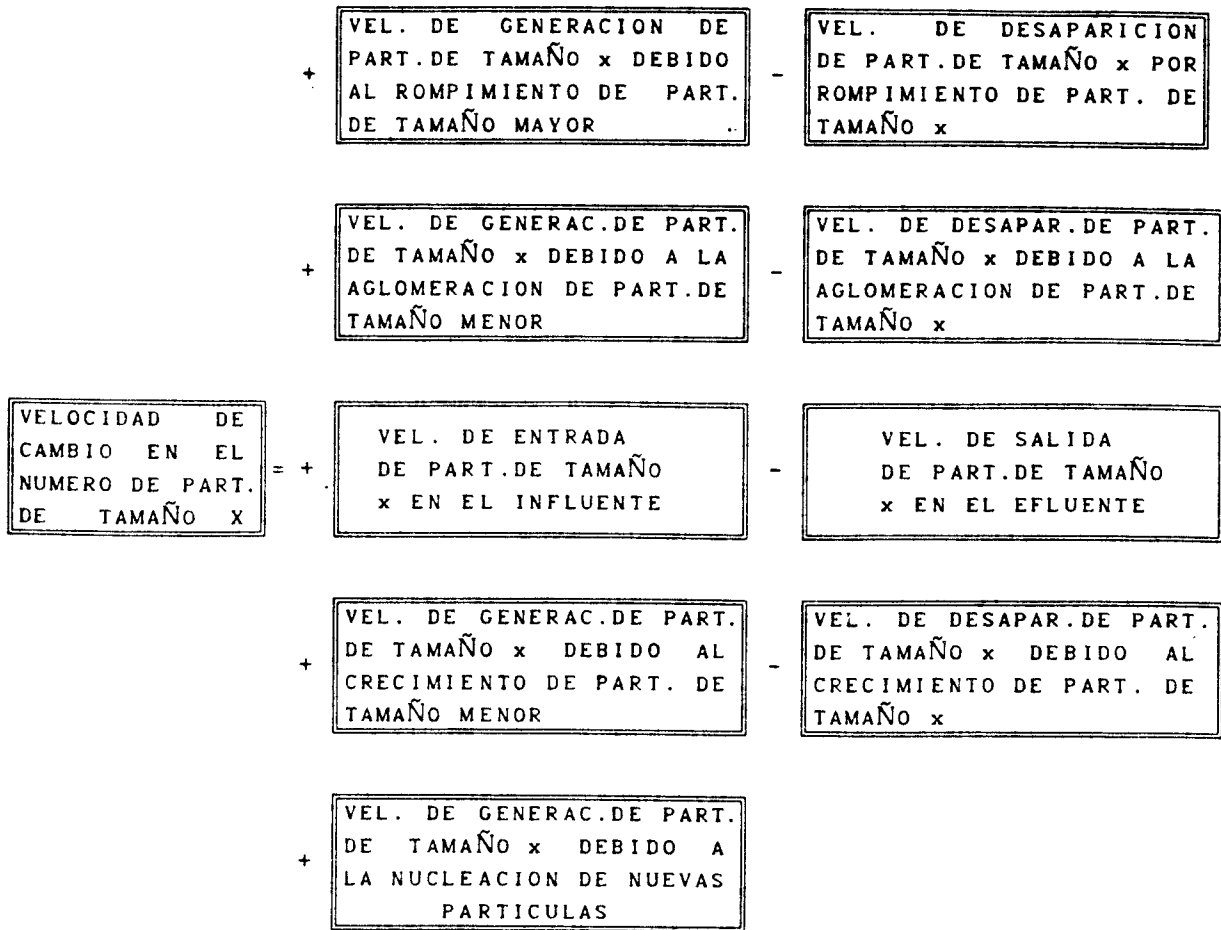 +
VEL. DE GENERACION DE
PART.DE TAMAÑO x DEBIDO
AL ROMPIMIENTO DE PART.
DE TAMAÑO MAYOR
-
VEL. DE DESAPARICION
DE PART.DE TAMAÑO x POR
ROMPIMIENTO DE PART. DE
TAMAÑO x
+
VEL. DE GENERAC.DE PART.
DE TAMAÑO x DEBIDO A LA
AGLOMERACION DE PART.DE
TAMAÑO MENOR
-
VEL. DE DESAPAR.DE PART.
DE TAMAÑO x DEBIDO A LA
AGLOMERACION DE PART.DE
TAMAÑO x
VELOCIDAD DE
CAMBIO EN EL
NUMERO DE PART.
DE TAMAÑO X
= +
VEL. DE ENTRADA
DE PART.DE TAMAÑO
x EN EL INFLUENTE
-
VEL. DE SALIDA
DE PART.DE TAMAÑO
x EN EL EFLUENTE
+
VEL. DE GENERAC.DE PART.
DE TAMAÑO x DEBIDO AL
CRECIMIENTO DE PART. DE
TAMAÑO MENOR
-
VEL. DE DESAPAR.DE PART.
DE TAMAÑO x DEBIDO AL
CRECIMIENTO DE PART. DE
TAMAÑO x
+
VEL. DE GENERAC.DE PART.
DE TAMAÑO x DEBIDO A
LA NUCLEACION DE NUEVAS
PARTICULAS